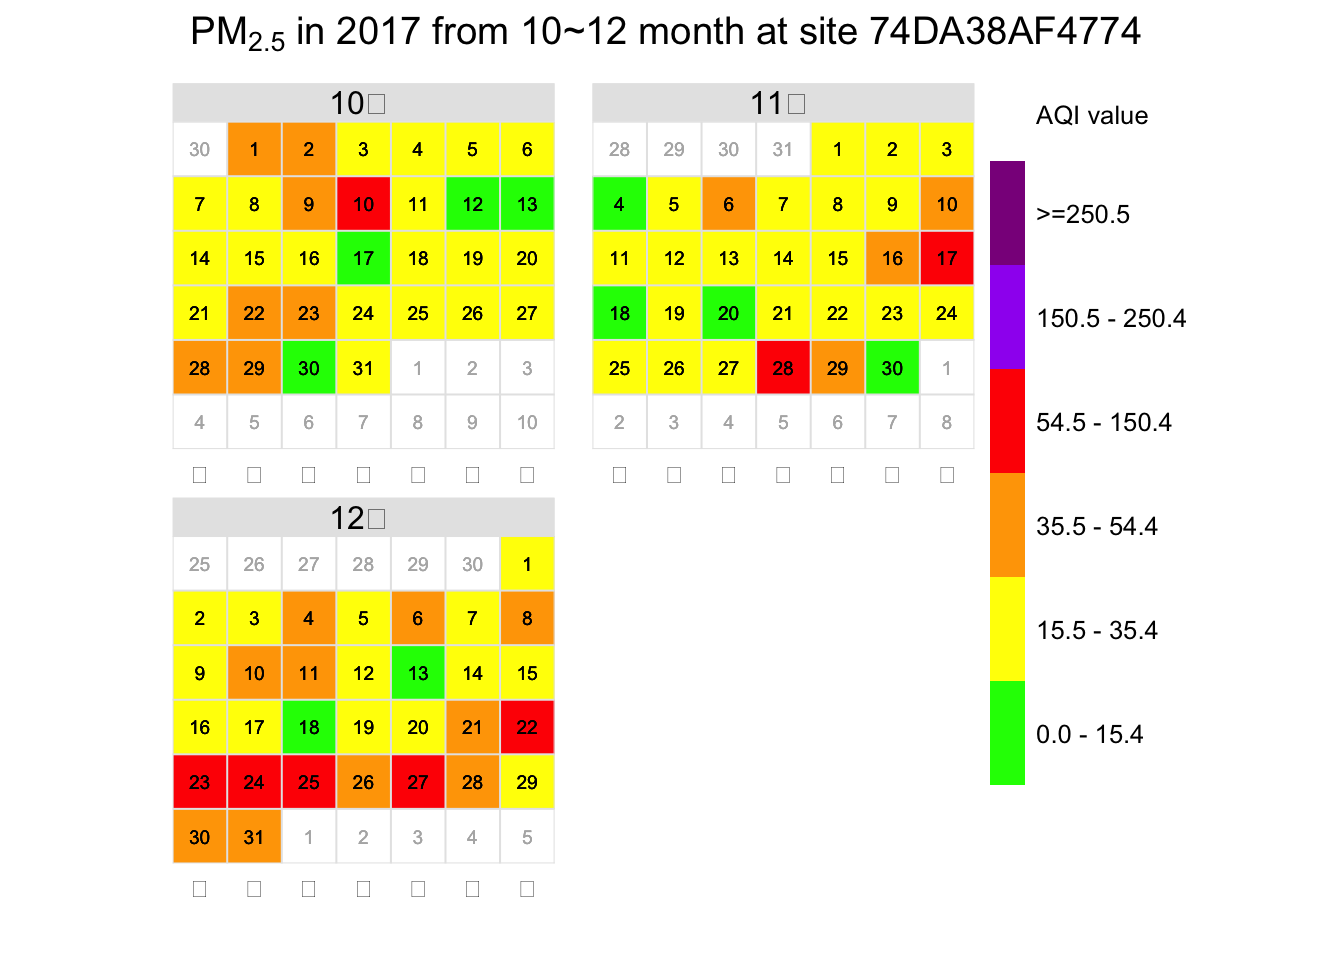 PM2.5 in 2017 from 10~12 month at site 74DA38AF4774
10□
30 1 2 3 4 5 6
7 8 9 10 11 12 13
14 15 16 17 18 19 20
21 22 23 24 25 26 27
28 29 30 31 1 2 3
4 5 6 7 8 9 10
□ □ □ □ □ □ □
11□
28 29 30 31 1 2 3
4 5 6 7 8 9 10
11 12 13 14 15 16 17
18 19 20 21 22 23 24
25 26 27 28 29 30 1
2 3 4 5 6 7 8
□ □ □ □ □ □ □
12□
25 26 27 28 29 30 1
2 3 4 5 6 7 8
9 10 11 12 13 14 15
16 17 18 19 20 21 22
23 24 25 26 27 28 29
30 31 1 2 3 4 5
□ □ □ □ □ □ □
AQI value
>=250.5
150.5 - 250.4
54.5 - 150.4
35.5 - 54.4
15.5 - 35.4
0.0 - 15.4